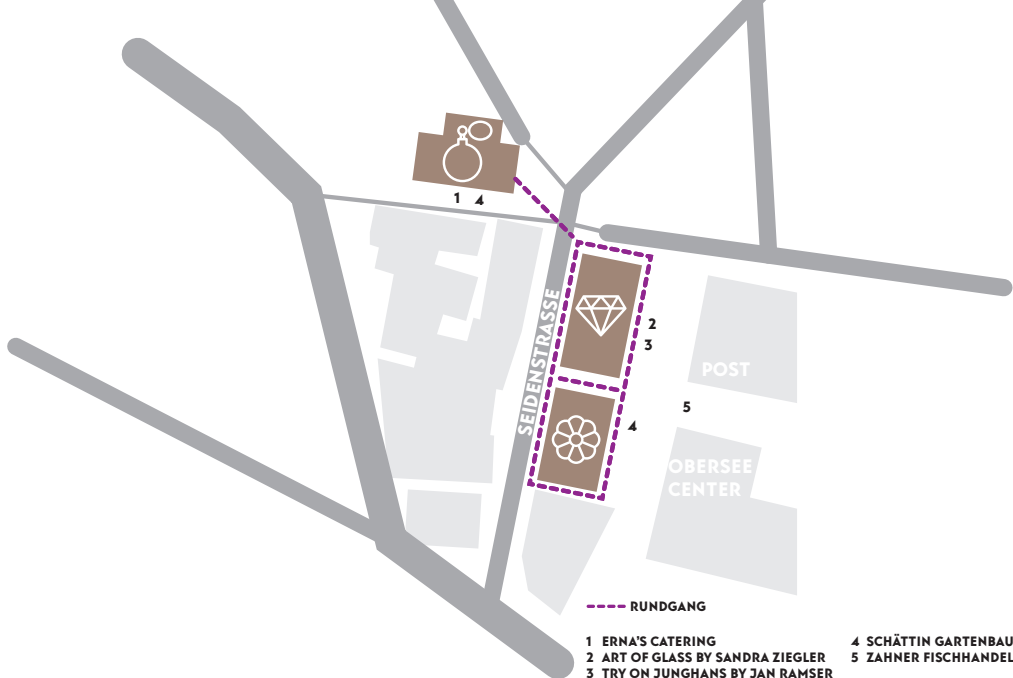 1 4
SEIDENSTRASSE
2
3
POST
5
4
OBERSEE
CENTER
RUNDGANG
1 ERNA'S CATERING
2 ART OF GLASS BY SANDRA ZIEGLER
3 TRY ON JUNGHANS BY JAN RAMSER
4 SCHÄTTIN GARTENBAU
5 ZAHNER FISCHHANDEL